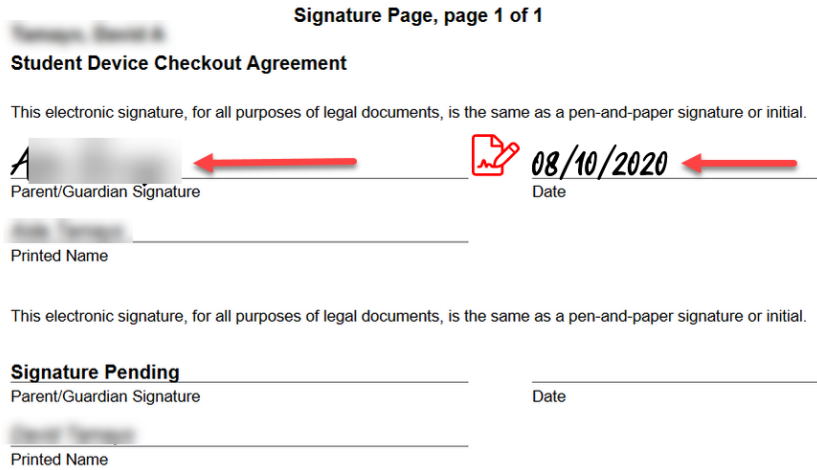 Signature Page, page 1 of 1
Student Device Checkout Agreement
This electronic signature, for all purposes of legal documents, is the same as a pen-and-paper signature or initial.
08/10/2020
Parent/Guardian Signature Date
Printed Name
This electronic signature, for all purposes of legal documents, is the same as a pen-and-paper signature or initial.
Signature Pending
Parent/Guardian Signature Date
Printed Name